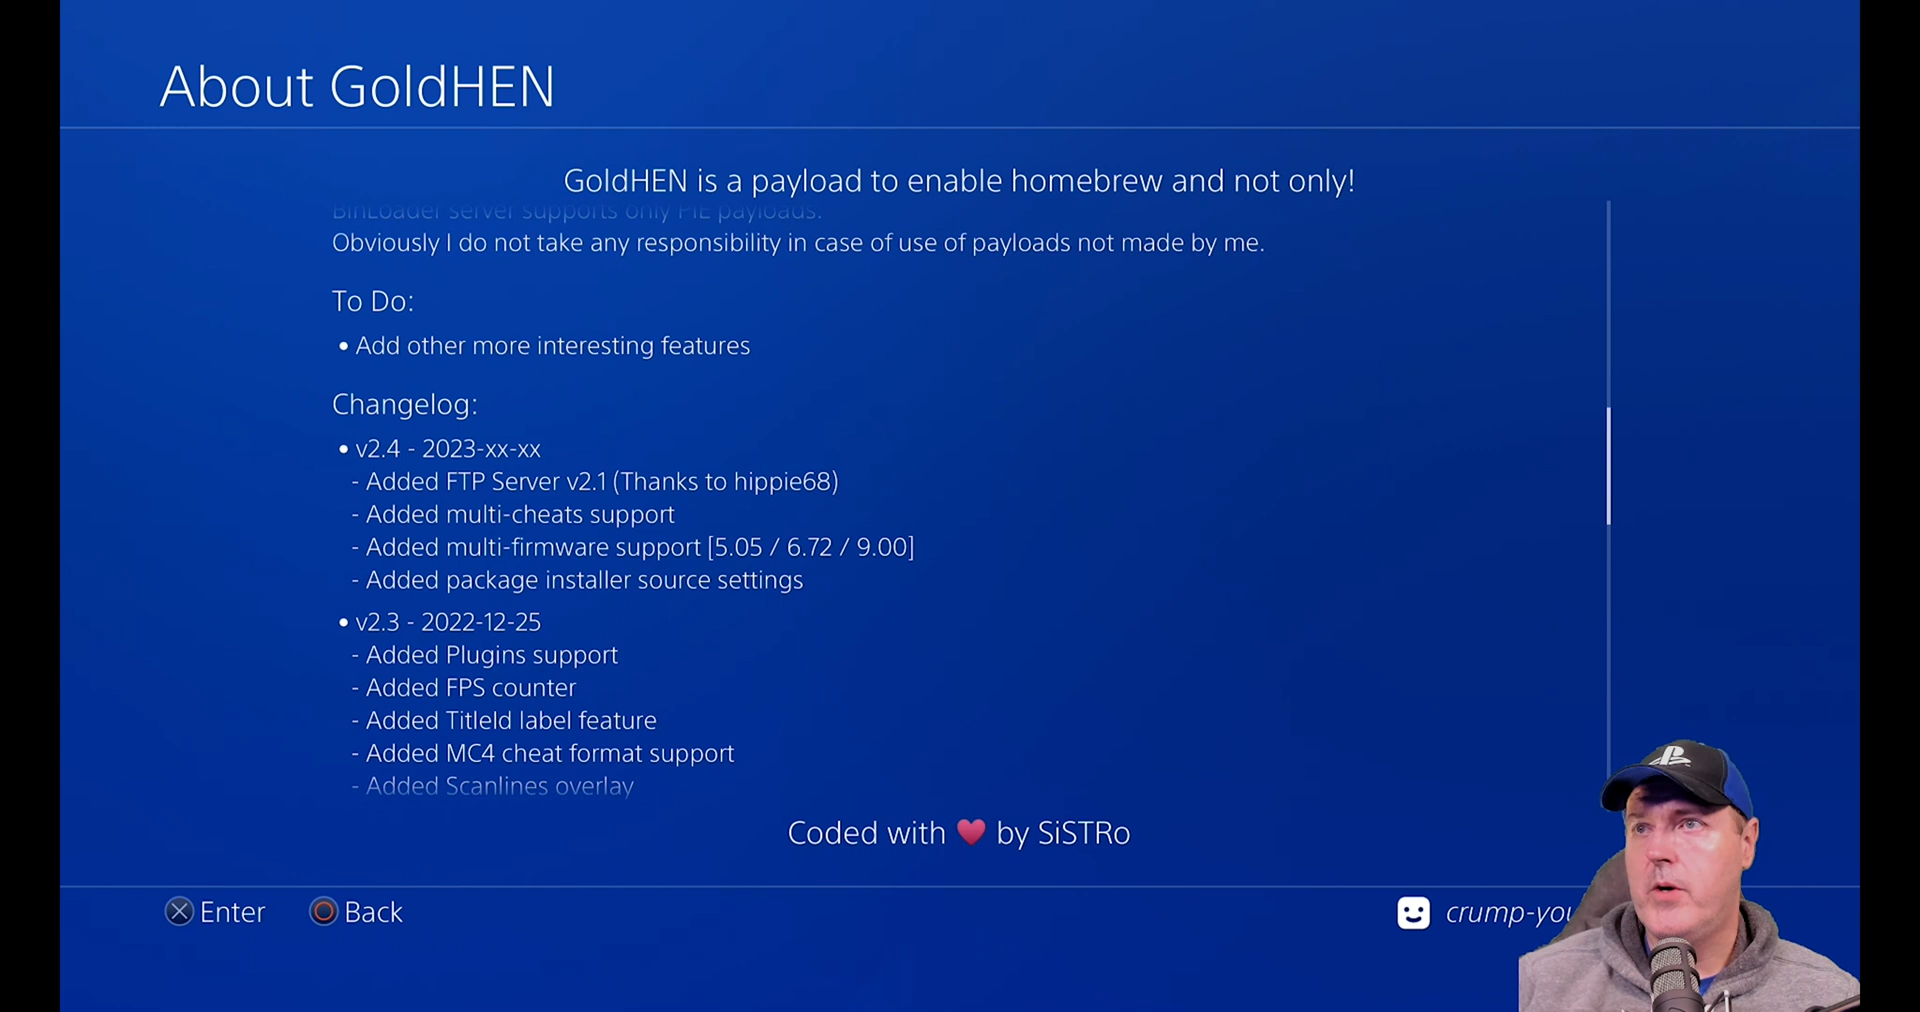 About GoldHEN
GoldHEN is a payload to enable homebrew and not only!
BinLoader server supports only PIE payloads.
Obviously I do not take any responsibility in case of use of payloads not made by me.
To Do:
• Add other more interesting features
Changelog:
• v2.4 - 2023-xx-xx
- Added FTP Server v2.1 (Thanks to hippie68)
- Added multi-cheats support
- Added multi-firmware support [5.05 / 6.72 / 9.00]
- Added package installer source settings
• v2.3 - 2022-12-25
- Added Plugins support
- Added FPS counter
- Added TitleId label feature
- Added MC4 cheat format support
- Added Scanlines overlay
Coded with ❤ by SiSTRo
Enter Back
crump-you